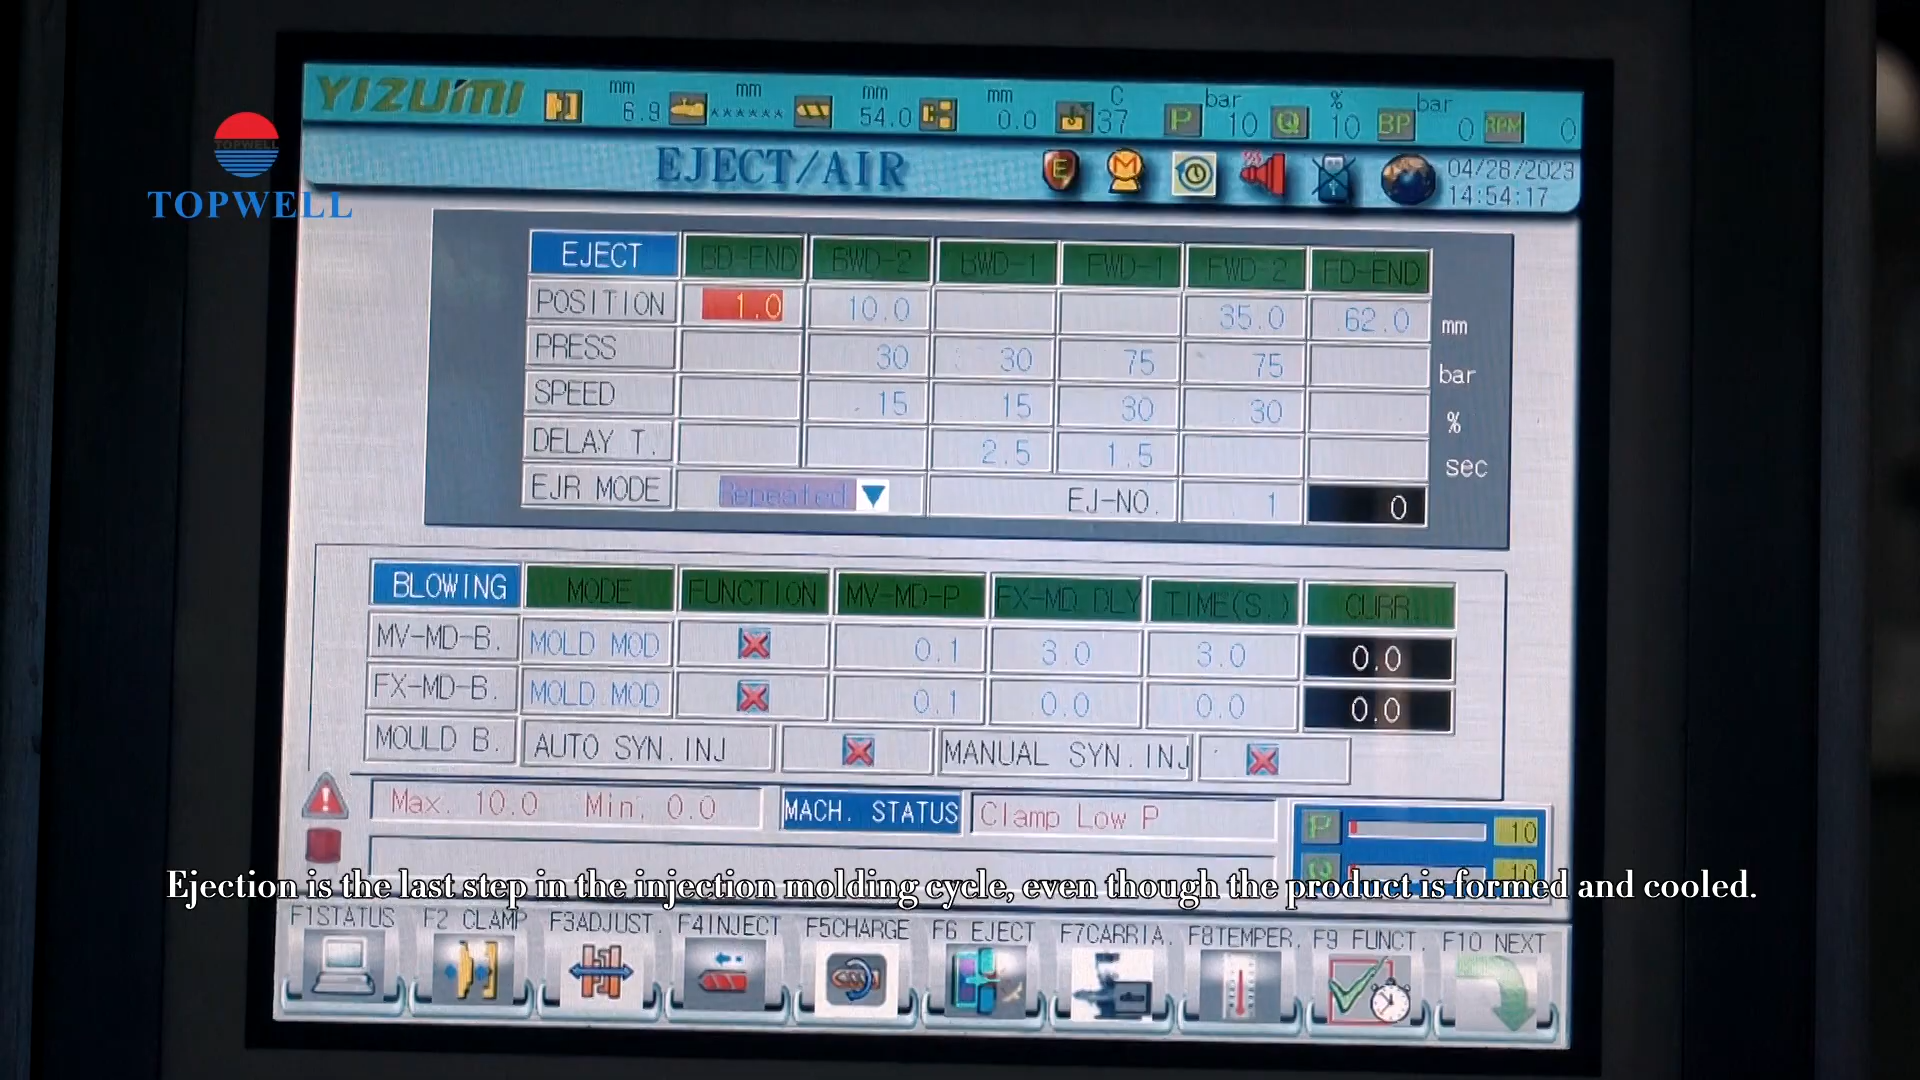 YIZUMI
mm 6.9
mm ******
mm 54.0
mm 0.0
C 37
P bar 10
Q % 10
BP bar 0
RPM 0
TOPWELL
TOPWELL
EJECT/AIR
E
M
04/28/2023
14:54:17
EJECT BD-END BWD-2 BWD-1 FWD-1 FWD-2 FD-END
POSITION 1.0 10.0 35.0 62.0 mm
PRESS 30 30 75 75 bar
SPEED 15 15 30 30 %
DELAY T. 2.5 1.5 sec
EJR MODE Repeated EJ-NO. 1 0
BLOWING MODE FUNCTION MV-MD-P FX-MD DLY TIME(S.) CURR.
MV-MD-B. MOLD MOD 0.1 3.0 3.0 0.0
FX-MD-B. MOLD MOD 0.1 0.0 0.0 0.0
MOULD B. AUTO SYN.INJ MANUAL SYN.INJ
Max. 10.0 Min. 0.0 MACH. STATUS Clamp Low P
P 10
Q 10
Ejection is the last step in the injection molding cycle, even though the product is formed and cooled.
F1STATUS F2 CLAMP F3ADJUST. F4INJECT F5CHARGE F6 EJECT F7CARRIA. F8TEMPER. F9 FUNCT. F10 NEXT